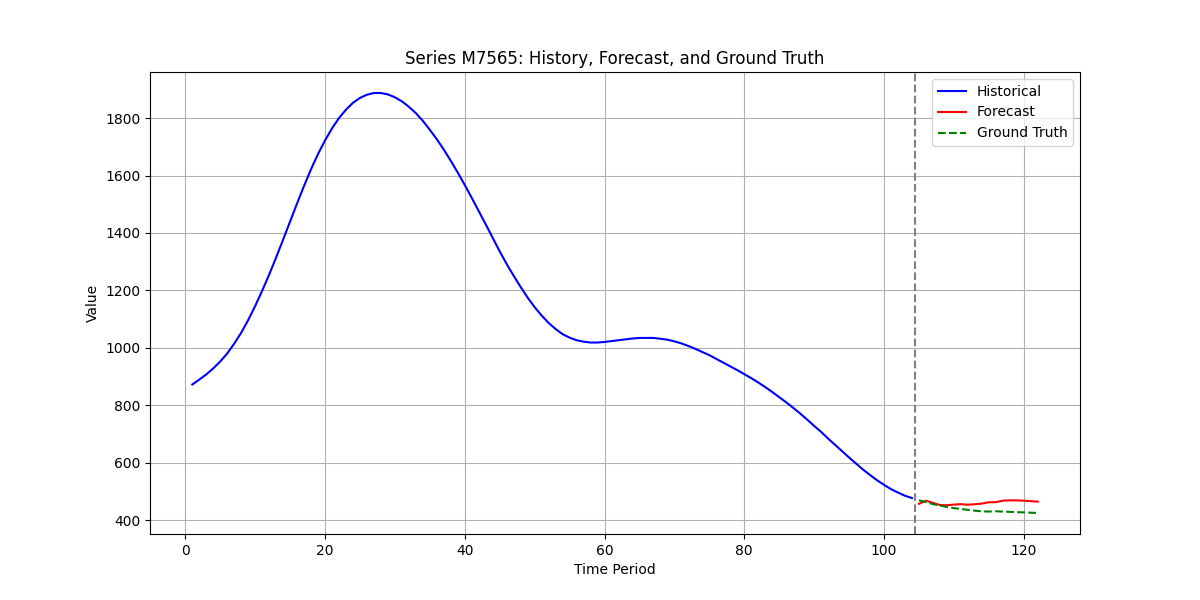 Series M7565: History, Forecast, and Ground Truth
Historical
Forecast
Ground Truth
Value
1800
1600
1400
1200
1000
800
600
400
0 20 40 60 80 100 120
Time Period